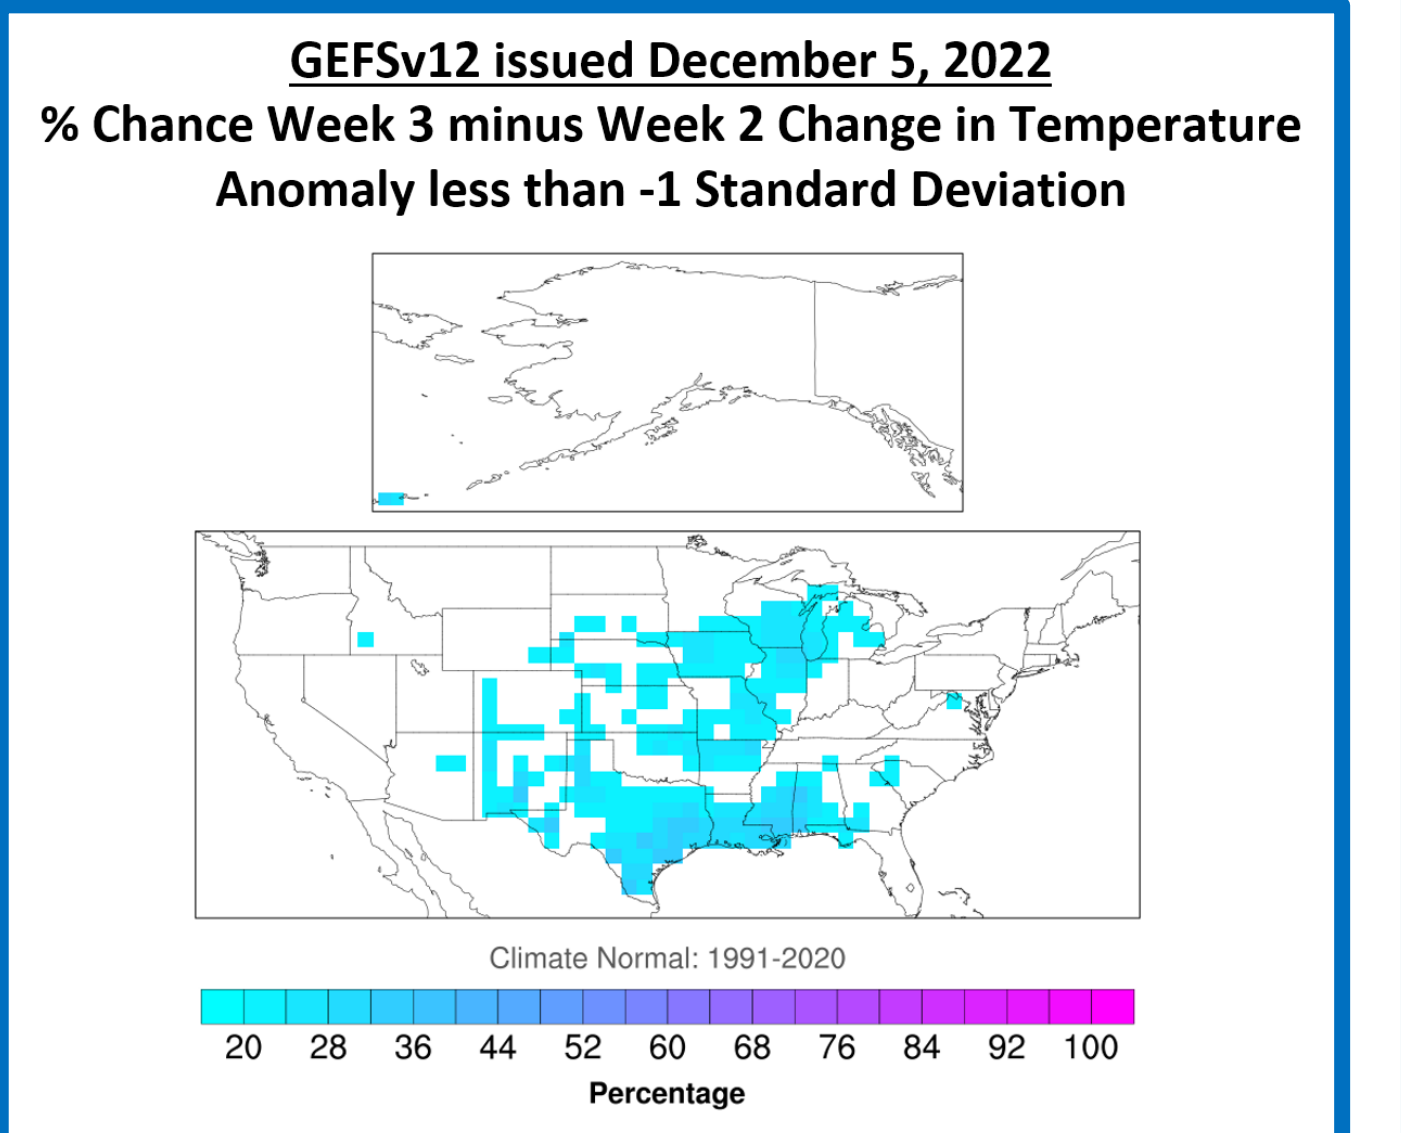 GEFSv12 issued December 5, 2022
% Chance Week 3 minus Week 2 Change in Temperature
Anomaly less than -1 Standard Deviation
Climate Normal: 1991-2020
20 28 36 44 52 60 68 76 84 92 100
Percentage